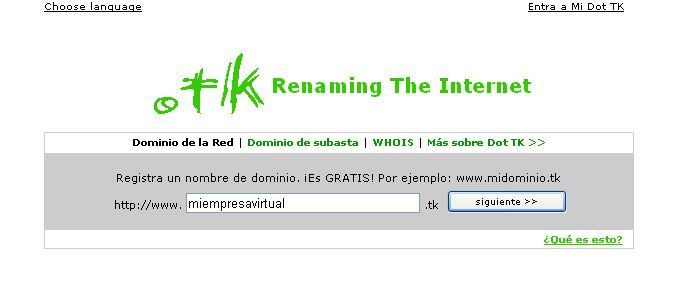 Choose language Entra a Mi Dot TK
.tk Renaming The Internet
Dominio de la Red | Dominio de subasta | WHOIS | Más sobre Dot TK >>
Registra un nombre de dominio. ¡Es GRATIS! Por ejemplo: www.midominio.tk
http://www. miempresavirtual .tk siguiente >>
¿Qué es esto?